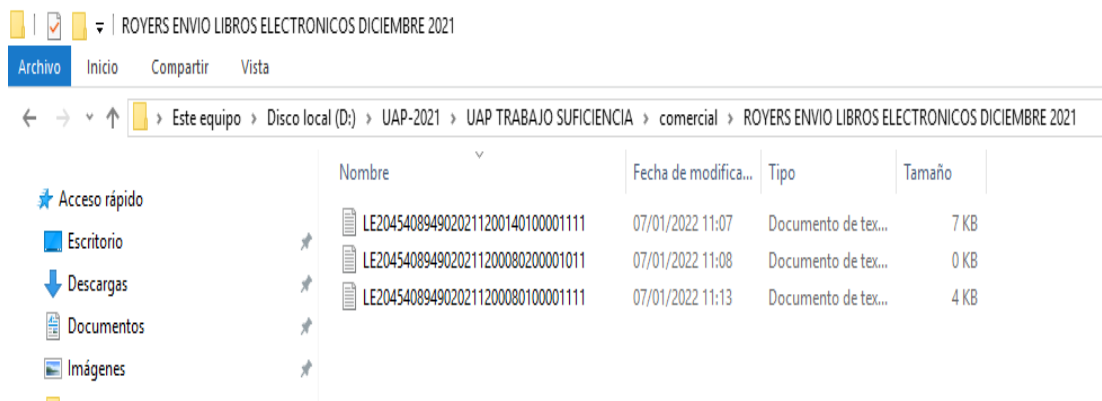 ROYERS ENVIO LIBROS ELECTRONICOS DICIEMBRE 2021
Archivo Inicio Compartir Vista
Este equipo > Disco local (D:) > UAP-2021 > UAP TRABAJO SUFICIENCIA > comercial > ROYERS ENVIO LIBROS ELECTRONICOS DICIEMBRE 2021
Nombre Fecha de modifica... Tipo Tamaño
Acceso rápido
Escritorio
Descargas
Documentos
Imágenes
LE2045408949020211200140100001111 07/01/2022 11:07 Documento de tex... 7 KB
LE2045408949020211200080200001011 07/01/2022 11:08 Documento de tex... 0 KB
LE2045408949020211200080100001111 07/01/2022 11:13 Documento de tex... 4 KB